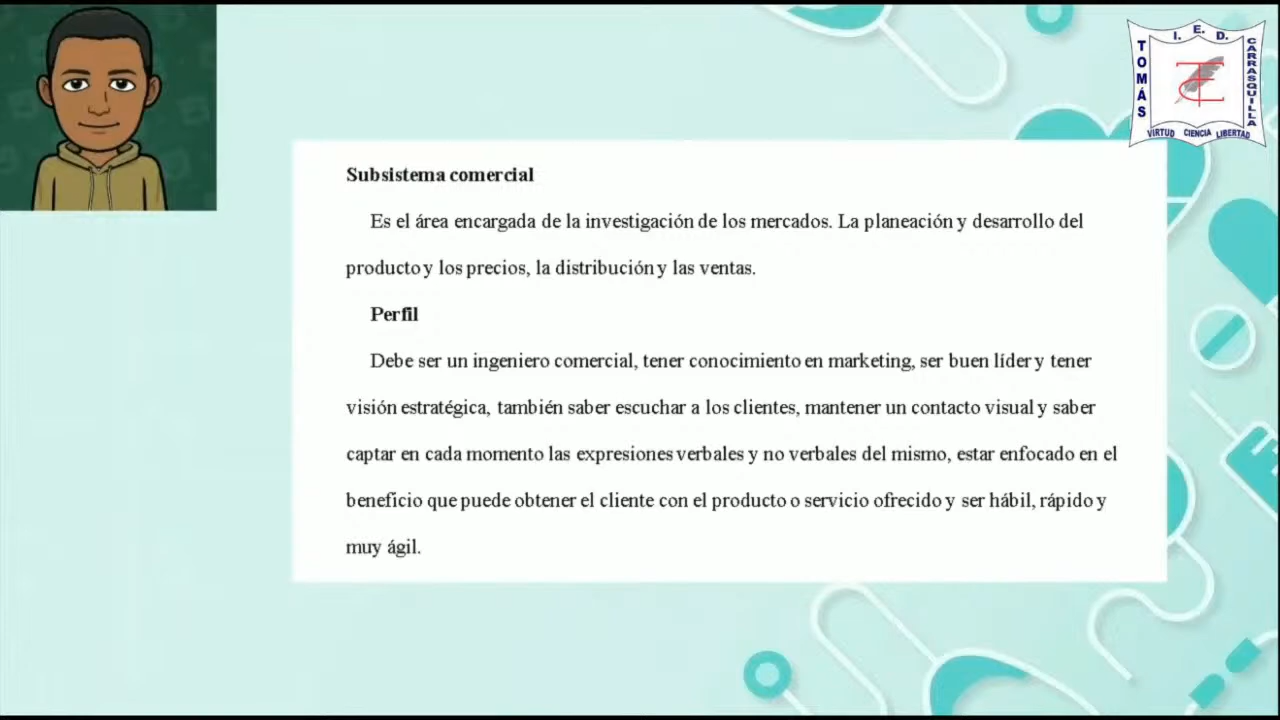 I. E. D.
TOMÁS
CARRASQUILLA
VIRTUD CIENCIA LIBERTAD
Subsistema comercial
Es el área encargada de la investigación de los mercados. La planeación y desarrollo del
producto y los precios, la distribución y las ventas.
Perfil
Debe ser un ingeniero comercial, tener conocimiento en marketing, ser buen líder y tener
visión estratégica, también saber escuchar a los clientes, mantener un contacto visual y saber
captar en cada momento las expresiones verbales y no verbales del mismo, estar enfocado en el
beneficio que puede obtener el cliente con el producto o servicio ofrecido y ser hábil, rápido y
muy ágil.